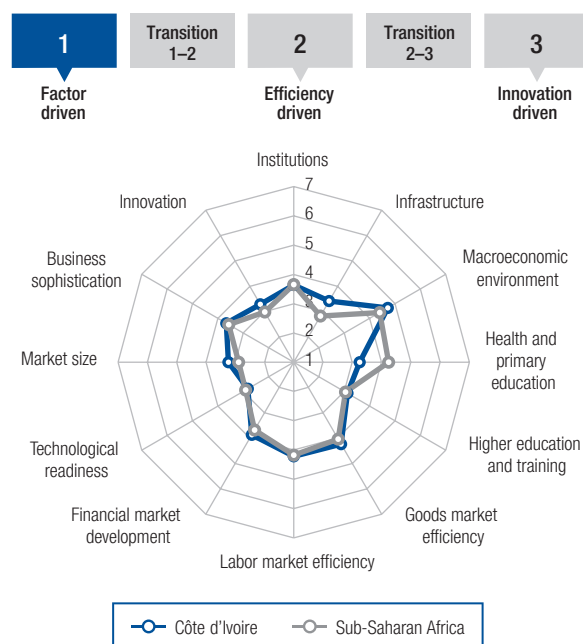 1
Transition
1–2
2
Transition
2–3
3
Factor
driven
Efficiency
driven
Innovation
driven
Institutions
Infrastructure
Macroeconomic
environment
Health and
primary
education
Higher education
and training
Goods market
efficiency
Labor market efficiency
Financial market
development
Technological
readiness
Market size
Business
sophistication
Innovation
7
6
5
4
3
2
1
Côte d'Ivoire
Sub-Saharan Africa